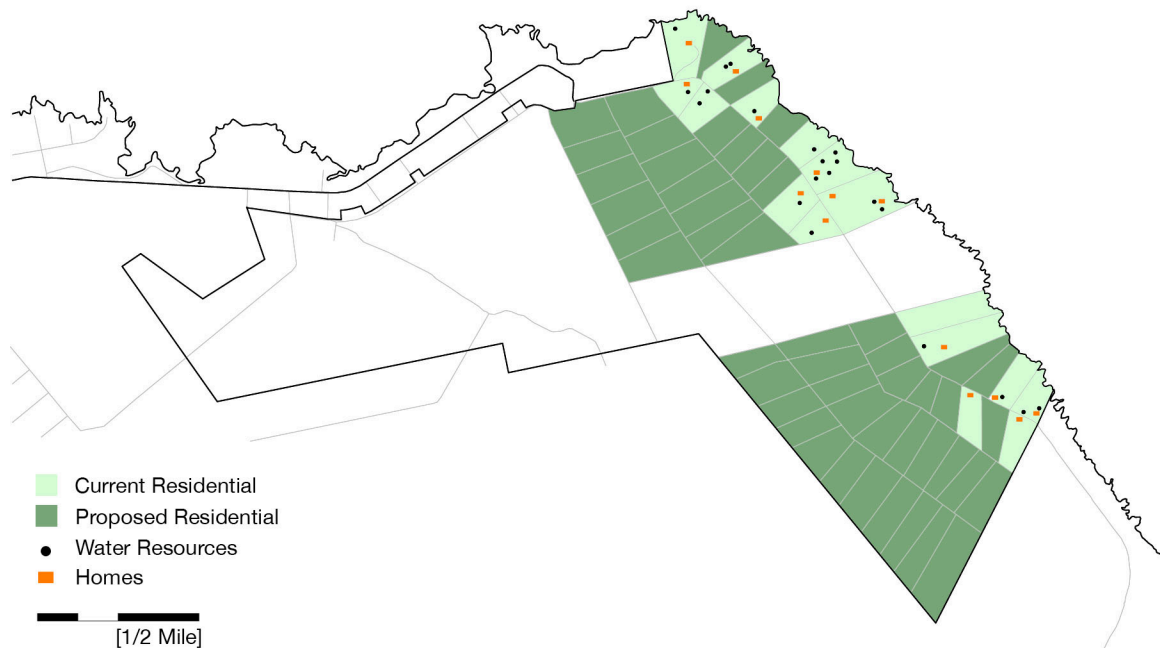 Current Residential
Proposed Residential
Water Resources
Homes
[1/2 Mile]